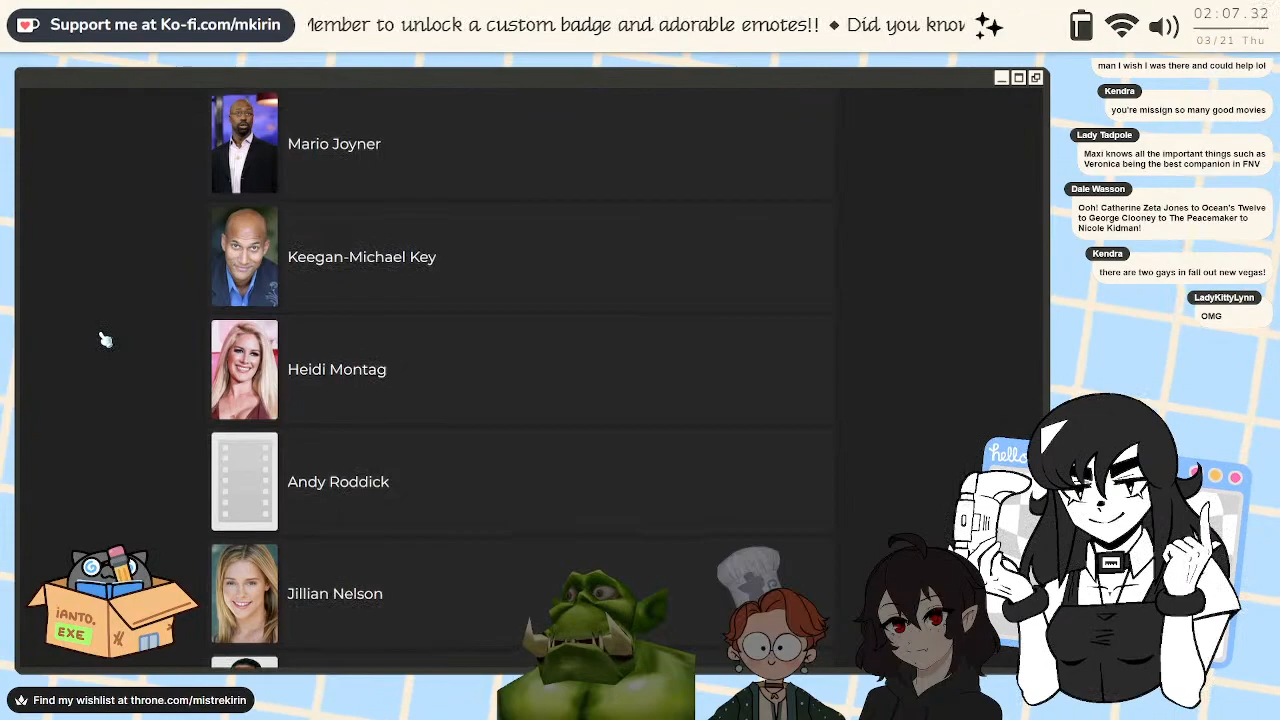 Support me at Ko-fi.com/mkirin
Member to unlock a custom badge and adorable emotes!! ◆ Did you know
02:07.32
03/21 Thu
man I wish I was there and could help lol
Kendra
you're missign so many good movies
Lady Tadpole
Maxi knows all the important things such as
Veronica being the best companion in FNV
Dale Wasson
Ooh! Catherine Zeta Jones to Ocean's Twelve
to George Clooney to The Peacemaker to
Nicole Kidman!
Kendra
there are two gays in fall out new vegas!
LadyKittyLynn
OMG
Mario Joyner
Keegan-Michael Key
Heidi Montag
Andy Roddick
Jillian Nelson
hello
iANTO.
EXE
Find my wishlist at throne.com/mistrekirin